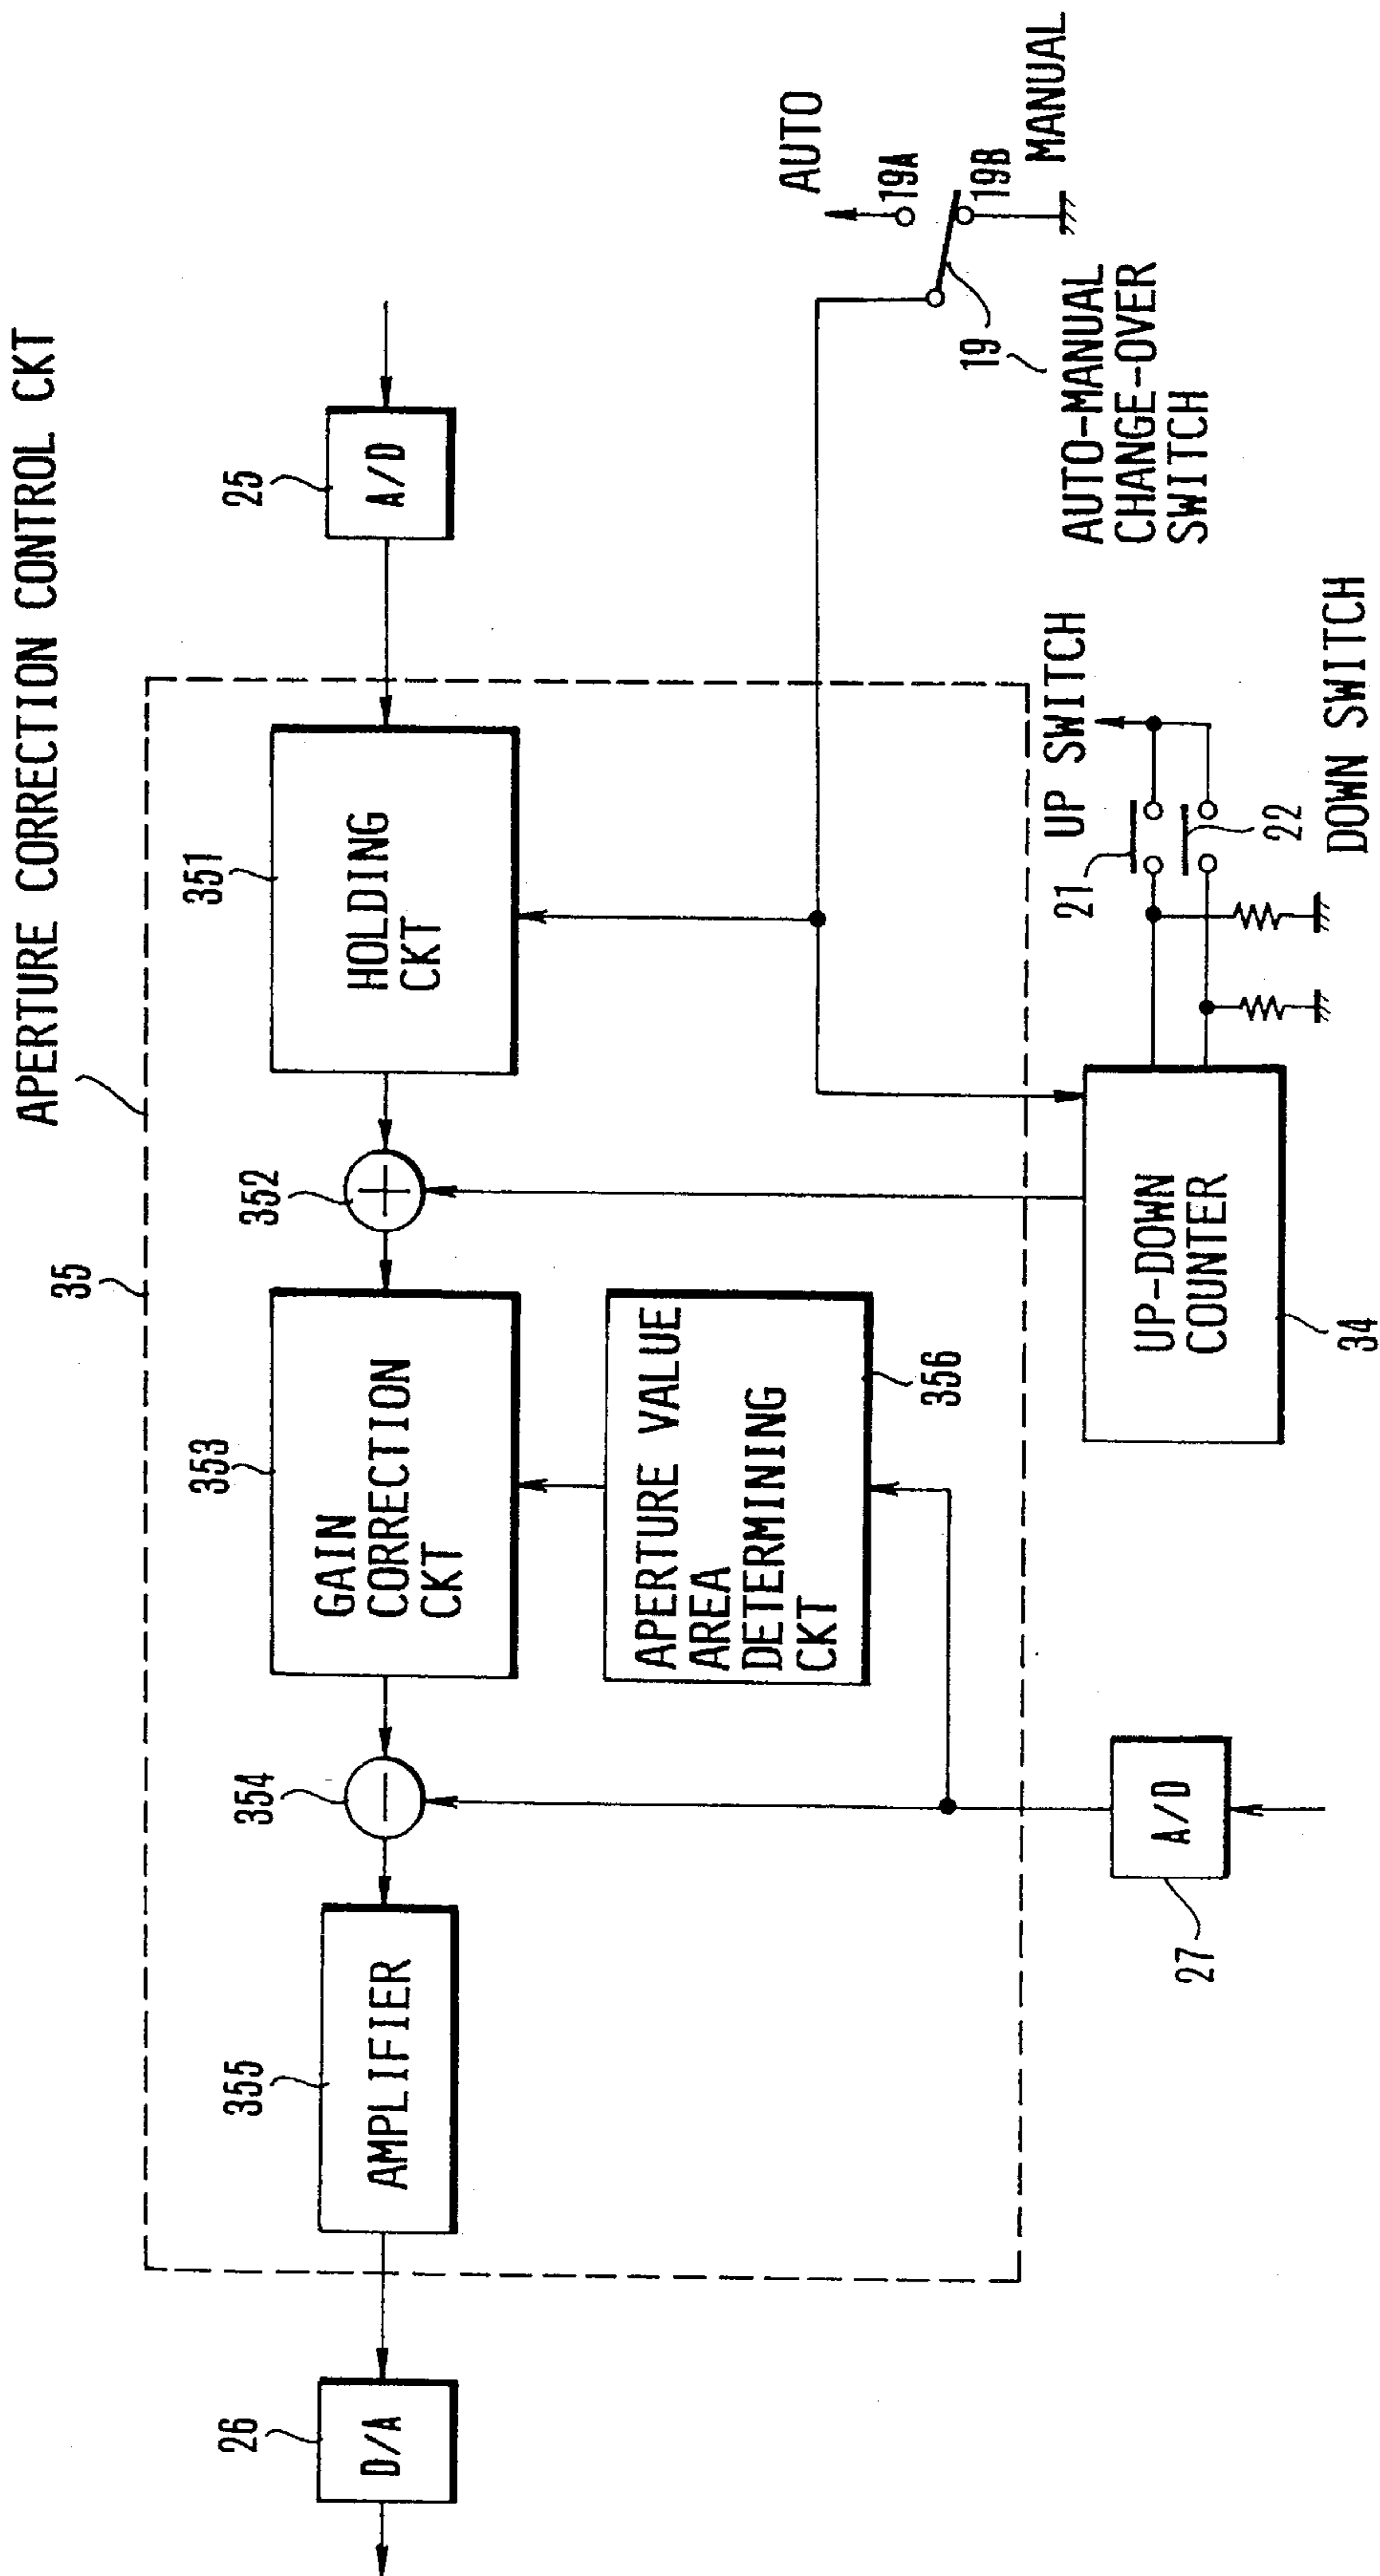 APERTURE CORRECTION CONTROL CKT
35
26
D/A
355
AMPLIFIER
354
353
GAIN
CORRECTION
CKT
352
351
HOLDING
CKT
25
A/D
APERTURE VALUE
AREA
DETERMINING
CKT
356
27
A/D
UP-DOWN
COUNTER
34
UP SWITCH
21
22
DOWN SWITCH
AUTO
19A
19B
MANUAL
19
AUTO-MANUAL
CHANGE-OVER
SWITCH